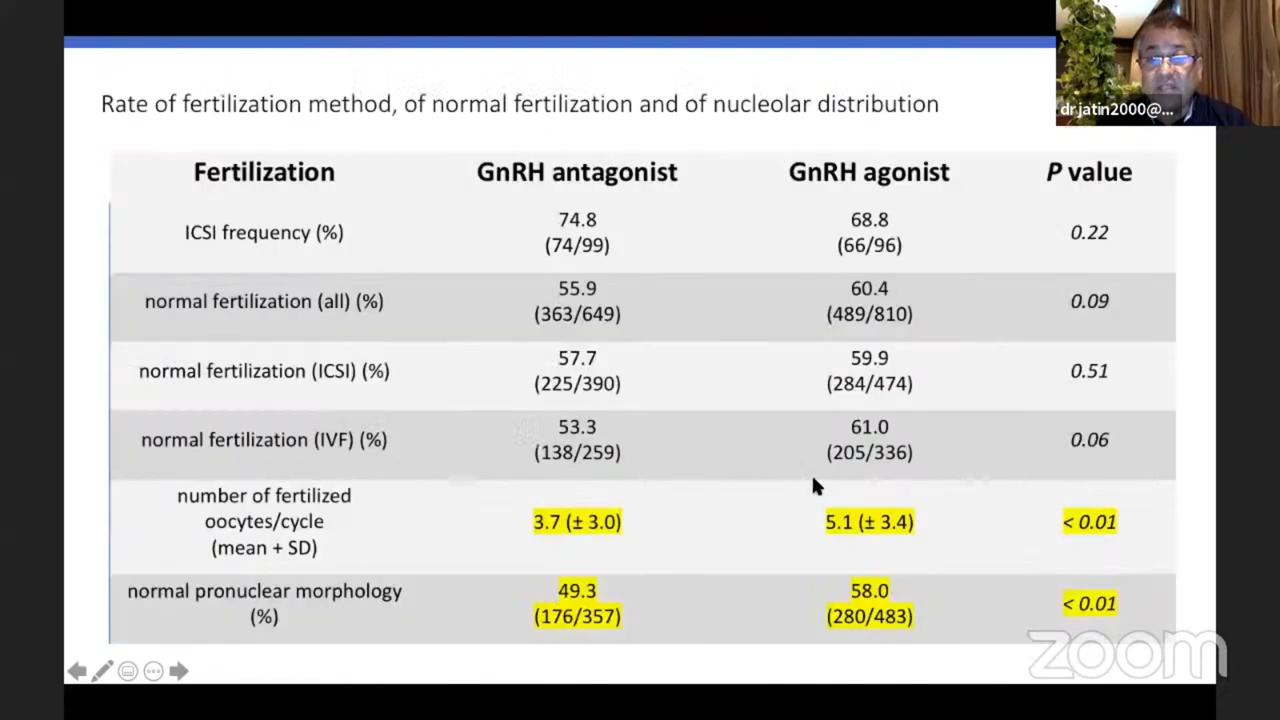 drjatin2000@...
Rate of fertilization method, of normal fertilization and of nucleolar distribution
Fertilization GnRH antagonist GnRH agonist P value
ICSI frequency (%) 74.8 (74/99) 68.8 (66/96) 0.22
normal fertilization (all) (%) 55.9 (363/649) 60.4 (489/810) 0.09
normal fertilization (ICSI) (%) 57.7 (225/390) 59.9 (284/474) 0.51
normal fertilization (IVF) (%) 53.3 (138/259) 61.0 (205/336) 0.06
number of fertilized
oocytes/cycle
(mean + SD) 3.7 (± 3.0) 5.1 (± 3.4) < 0.01
normal pronuclear morphology
(%) 49.3 (176/357) 58.0 (280/483) < 0.01
zoom